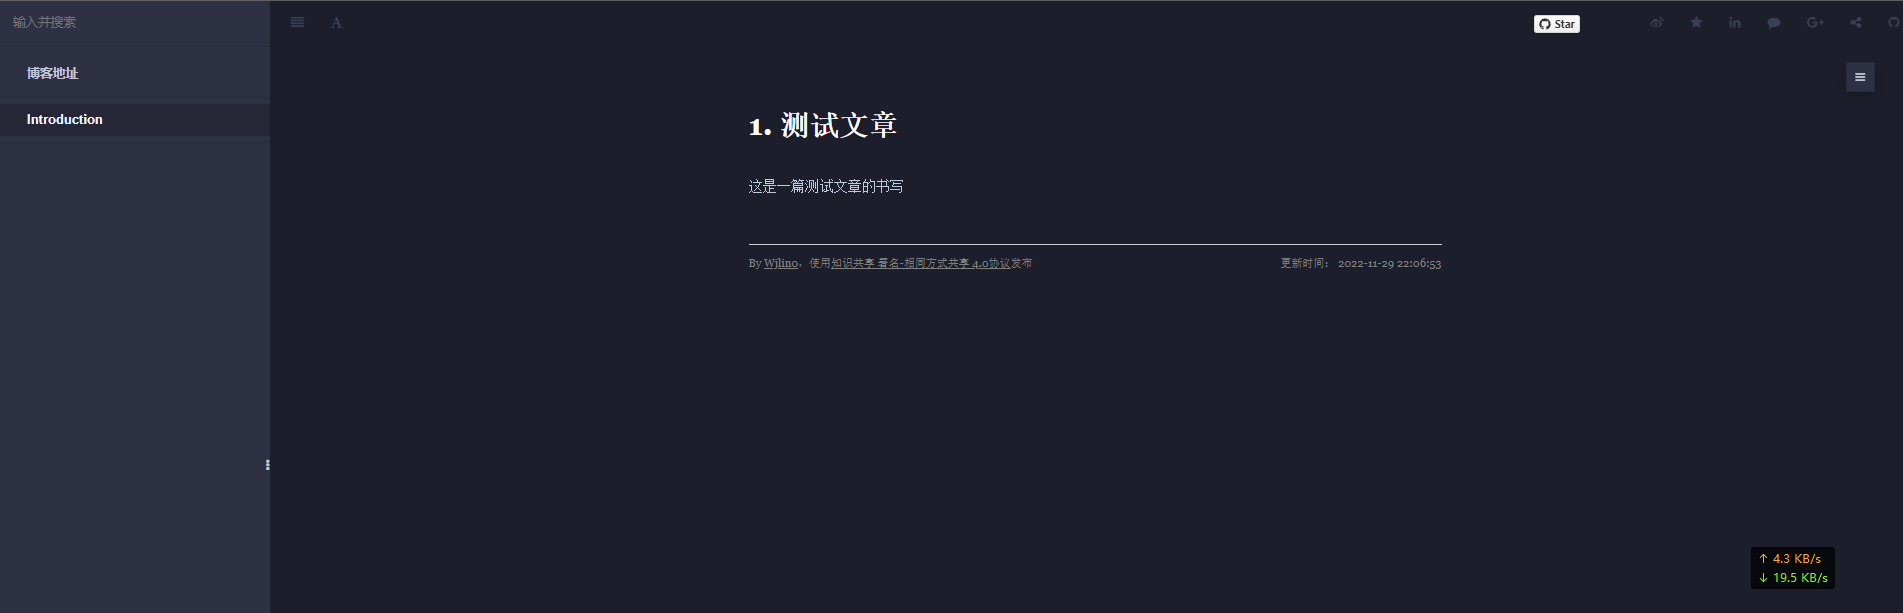 输入并搜索
A
Star
in
G+
博客地址
Introduction
1. 测试文章
这是一篇测试文章的书写
By Wjlino，使用知识共享 署名-相同方式共享 4.0协议发布
更新时间： 2022-11-29 22:06:53
↑ 4.3 KB/s
↓ 19.5 KB/s